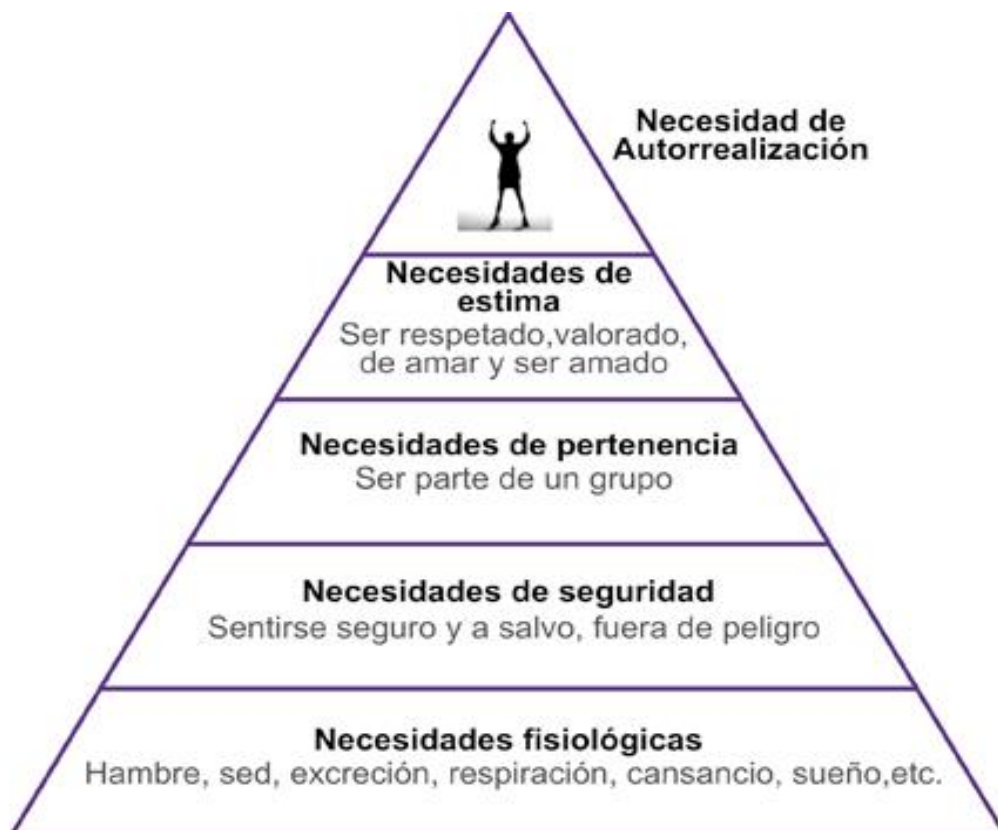 Necesidad de
Autorrealización
Necesidades de
estima
Ser respetado,valorado,
de amar y ser amado
Necesidades de pertenencia
Ser parte de un grupo
Necesidades de seguridad
Sentirse seguro y a salvo, fuera de peligro
Necesidades fisiológicas
Hambre, sed, excreción, respiración, cansancio, sueño,etc.